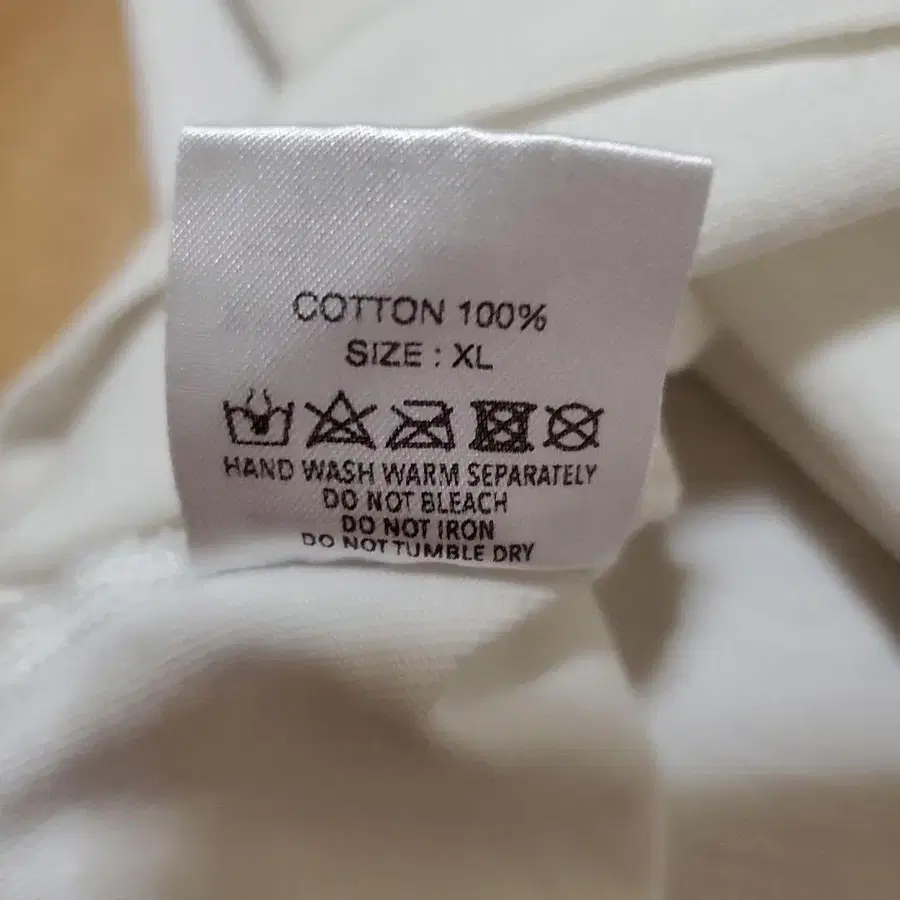 COTTON 100%
SIZE : XL
HAND WASH WARM SEPARATELY
DO NOT BLEACH
DO NOT IRON
DO NOT TUMBLE DRY